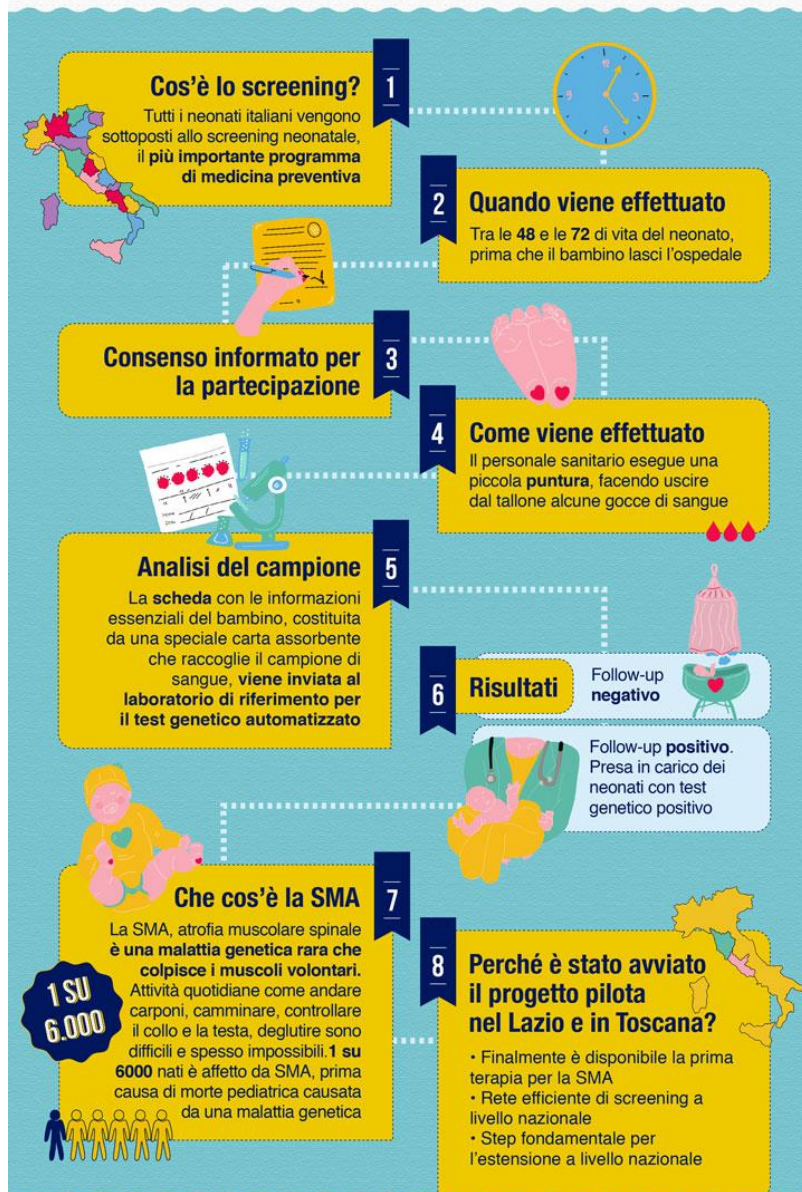 1
Cos'è lo screening?
Tutti i neonati italiani vengono
sottoposti allo screening neonatale,
il più importante programma
di medicina preventiva
12
3
6
9
2
Quando viene effettuato
Tra le 48 e le 72 di vita del neonato,
prima che il bambino lasci l'ospedale
3
Consenso informato per
la partecipazione
4
Come viene effettuato
Il personale sanitario esegue una
piccola puntura, facendo uscire
dal tallone alcune gocce di sangue
5
Analisi del campione
La scheda con le informazioni
essenziali del bambino, costituita
da una speciale carta assorbente
che raccoglie il campione di
sangue, viene inviata al
laboratorio di riferimento per
il test genetico automatizzato
6
Risultati
Follow-up
negativo
Follow-up positivo.
Presa in carico dei
neonati con test
genetico positivo
7
Che cos'è la SMA
La SMA, atrofia muscolare spinale
è una malattia genetica rara che
colpisce i muscoli volontari.
Attività quotidiane come andare
carponi, camminare, controllare
il collo e la testa, deglutire sono
difficili e spesso impossibili.1 su
6000 nati è affetto da SMA, prima
causa di morte pediatrica causata
da una malattia genetica
1 SU
6.000
8
Perché è stato avviato
il progetto pilota
nel Lazio e in Toscana?
• Finalmente è disponibile la prima
terapia per la SMA
• Rete efficiente di screening a
livello nazionale
• Step fondamentale per
l'estensione a livello nazionale